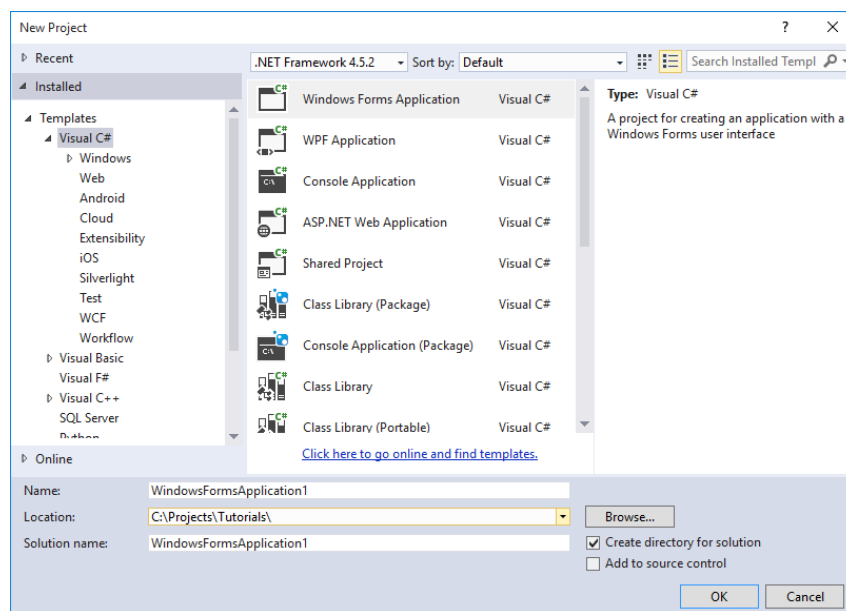 New Project
?
Recent
.NET Framework 4.5.2
Sort by: Default
Search Installed Templ
Installed
Templates
Visual C#
Windows
Web
Android
Cloud
Extensibility
iOS
Silverlight
Test
WCF
Workflow
Visual Basic
Visual F#
Visual C++
SQL Server
Python
Online
Windows Forms Application Visual C#
WPF Application Visual C#
Console Application Visual C#
ASP.NET Web Application Visual C#
Shared Project Visual C#
Class Library (Package) Visual C#
Console Application (Package) Visual C#
Class Library Visual C#
Class Library (Portable) Visual C#
Click here to go online and find templates.
Type: Visual C#
A project for creating an application with a
Windows Forms user interface
Name: WindowsFormsApplication1
Location: C:\Projects\Tutorials\
Browse...
Solution name: WindowsFormsApplication1
Create directory for solution
Add to source control
OK
Cancel